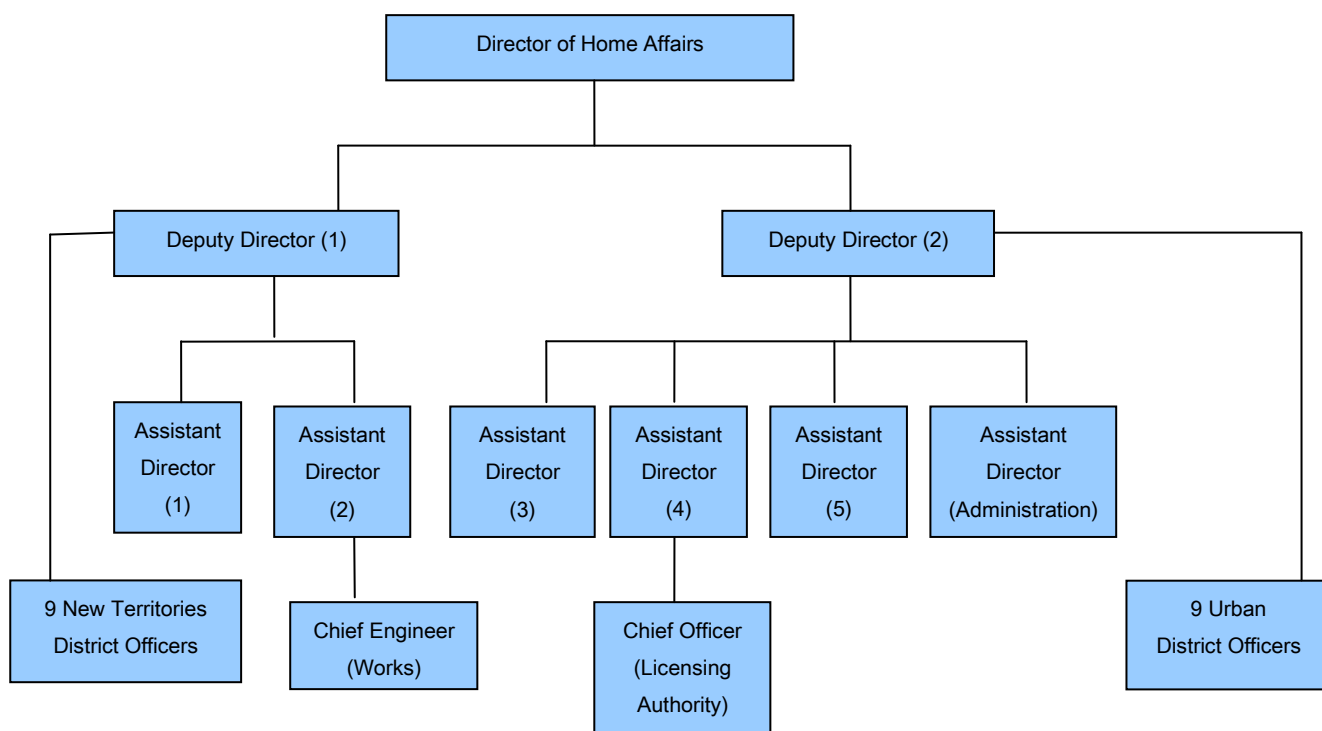 Director of Home Affairs
Deputy Director (1)
Deputy Director (2)
Assistant
Director
(1)
Assistant
Director
(2)
Assistant
Director
(3)
Assistant
Director
(4)
Assistant
Director
(5)
Assistant
Director
(Administration)
9 New Territories
District Officers
Chief Engineer
(Works)
Chief Officer
(Licensing
Authority)
9 Urban
District Officers